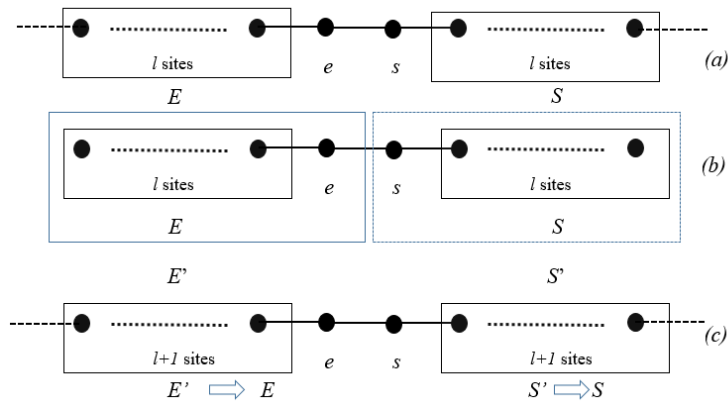 l sites l sites
e s
(a)
E S
(b)
l sites l sites
e s
E S
E’ S’
(c)
l+1 sites l+1 sites
e s
E’ E S’ S